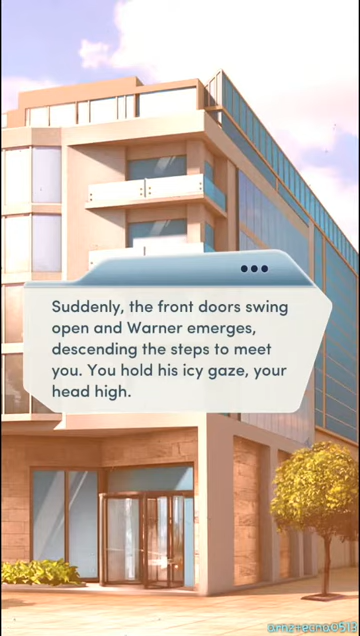 Suddenly, the front doors swing
open and Warner emerges,
descending the steps to meet
you. You hold his icy gaze, your
head high.